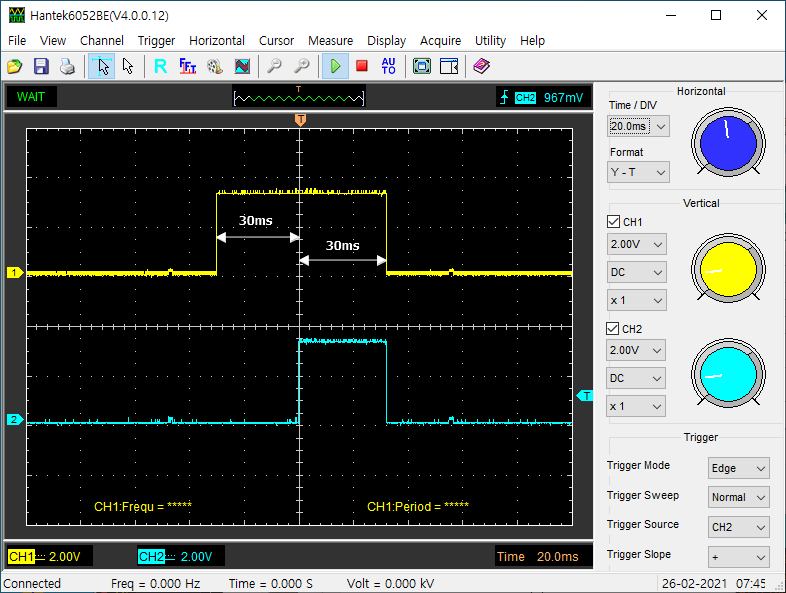 Hantek6052BE(V4.0.0.12)
File View Channel Trigger Horizontal Cursor Measure Display Acquire Utility Help
R FFT AUTO
WAIT
T
CH2 967mV
T
30ms
30ms
1
2
T
CH1:Frequ = *****
CH1:Period = *****
CH1 2.00V
CH2 2.00V
Time 20.0ms
Horizontal
Time / DIV
20.0ms
Format
Y - T
Vertical
CH1
2.00V
DC
x 1
CH2
2.00V
DC
x 1
Trigger
Trigger Mode Edge
Trigger Sweep Normal
Trigger Source CH2
Trigger Slope +
Connected Freq = 0.000 Hz Time = 0.000 S Volt = 0.000 kV 26-02-2021 07:45